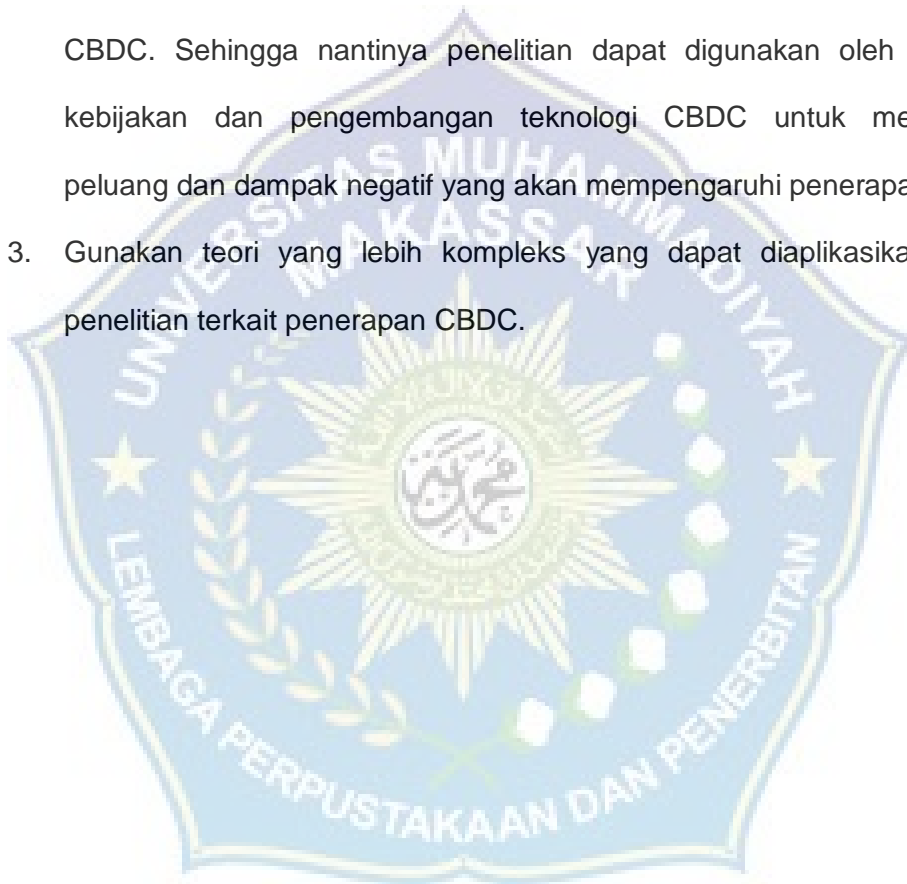 CBDC. Sehingga nantinya penelitian dapat digunakan oleh
kebijakan dan pengembangan teknologi CBDC untuk me
peluang dan dampak negatif yang akan mempengaruhi penerapa
3. Gunakan teori yang lebih kompleks yang dapat diaplikasika
penelitian terkait penerapan CBDC.
UNIVERSITAS MUHAMMADIYAH
MAKASSAR
LEMBAGA PERPUSTAKAAN DAN PENERBITAN